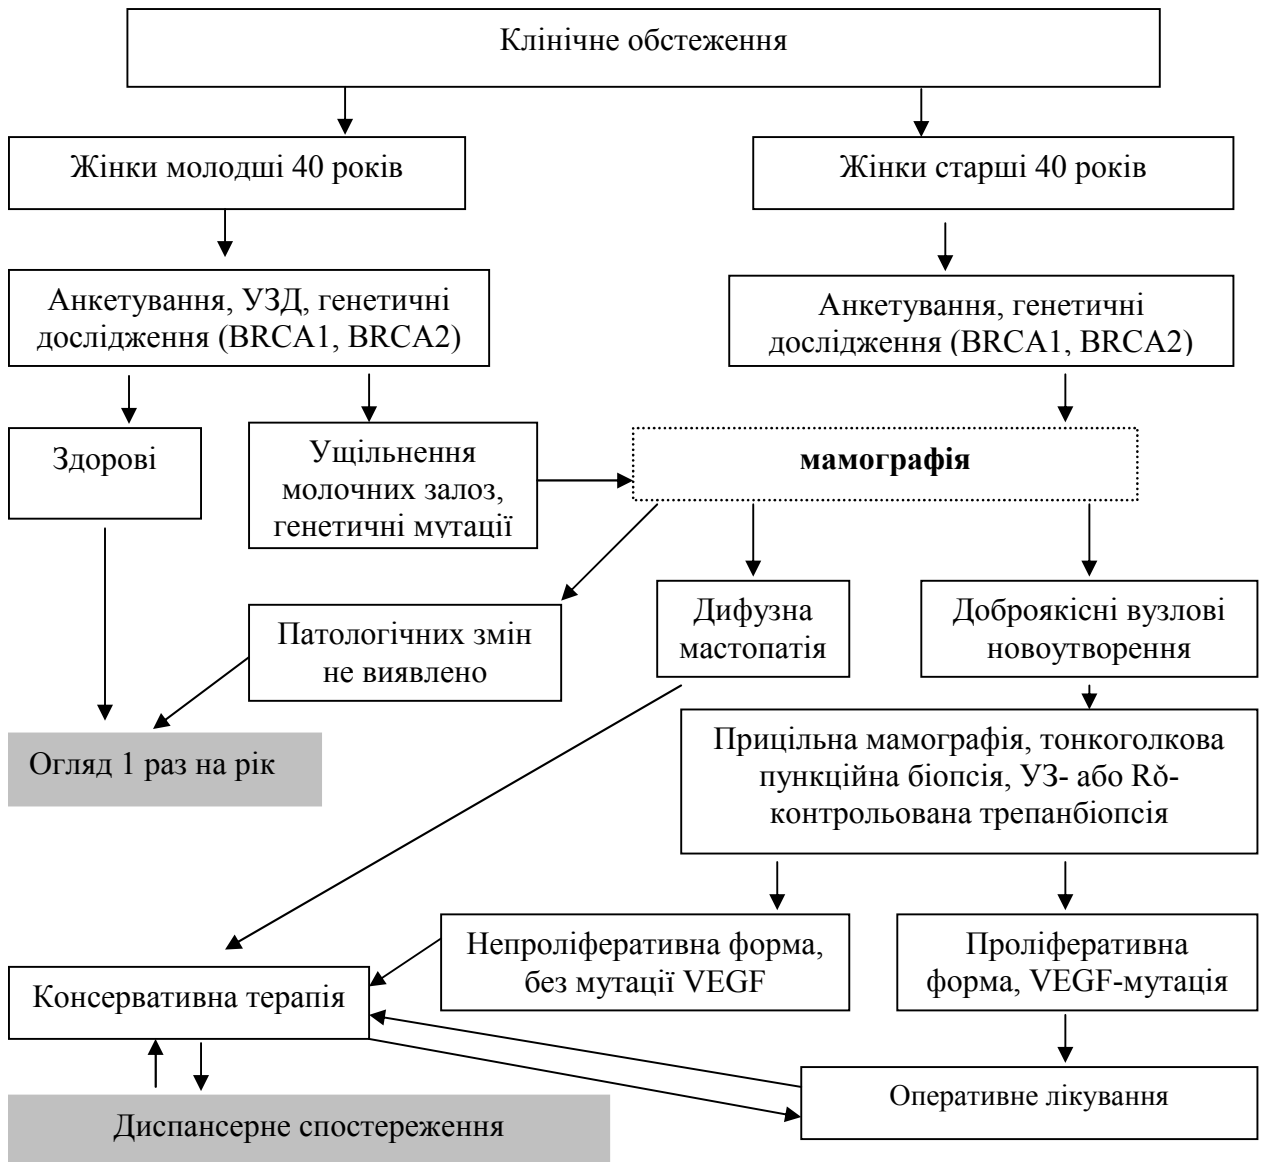 Клінічне обстеження
Жінки молодші 40 років
Жінки старші 40 років
Анкетування, УЗД, генетичні
дослідження (BRCA1, BRCA2)
Анкетування, генетичні
дослідження (BRCA1, BRCA2)
Здорові
Ущільнення
молочних залоз,
генетичні мутації
мамографія
Патологічних змін
не виявлено
Дифузна
мастопатія
Доброякісні вузлові
новоутворення
Огляд 1 раз на рік
Прицільна мамографія, тонкоголкова
пункційна біопсія, УЗ- або Rǒ-
контрольована трепанбіопсія
Непроліферативна форма,
без мутації VEGF
Проліферативна
форма, VEGF-мутація
Консервативна терапія
Оперативне лікування
Диспансерне спостереження